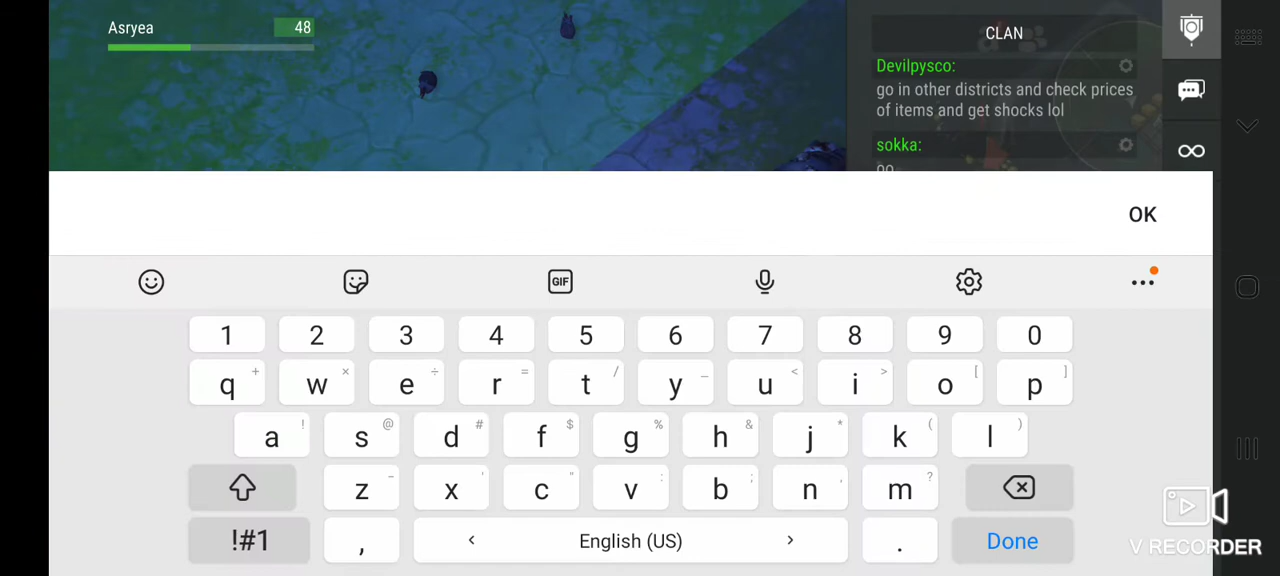 Asryea 48
CLAN
Devilpysco:
go in other districts and check prices
of items and get shocks lol
sokka:
OK
GIF
1 2 3 4 5 6 7 8 9 0
q + w × e ÷ r = t / y _ u < i > o [ p ]
a ! s @ d # f $ g % h & j * k ( l )
z - x ' c " v : b ; n , m ?
!#1 , < English (US) > . Done
V RECORDER